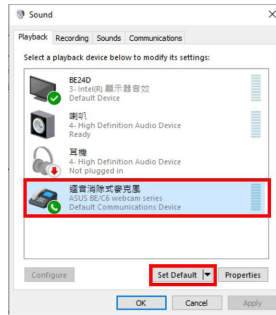 Sound
Playback Recording Sounds Communications
Select a playback device below to modify its settings:
BE24D
3- Intel(R) 顯示器音效
Default Device
喇叭
4- High Definition Audio Device
Ready
耳機
4- High Definition Audio Device
Not plugged in
迴音消除式麥克風
ASUS BE/C6 webcam series
Default Communications Device
Configure Set Default Properties
OK Cancel Apply